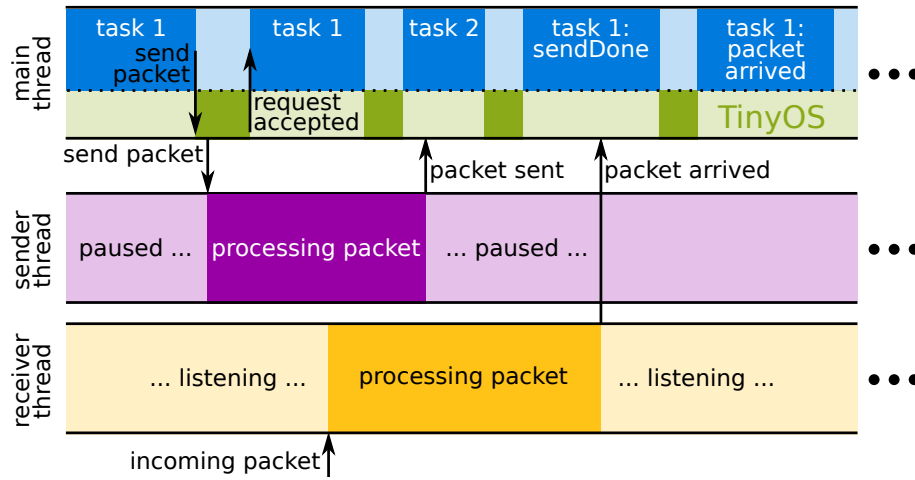 main
thread
task 1
task 1
task 2
task 1:
sendDone
task 1:
packet
arrived
send
packet
request
accepted
TinyOS
send packet
packet sent
packet arrived
sender
thread
paused ...
processing packet
... paused ...
receiver
thread
... listening ...
processing packet
... listening ...
incoming packet